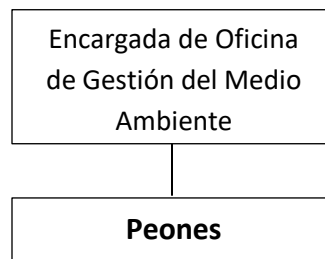 Encargada de Oficina
de Gestión del Medio
Ambiente
Peones